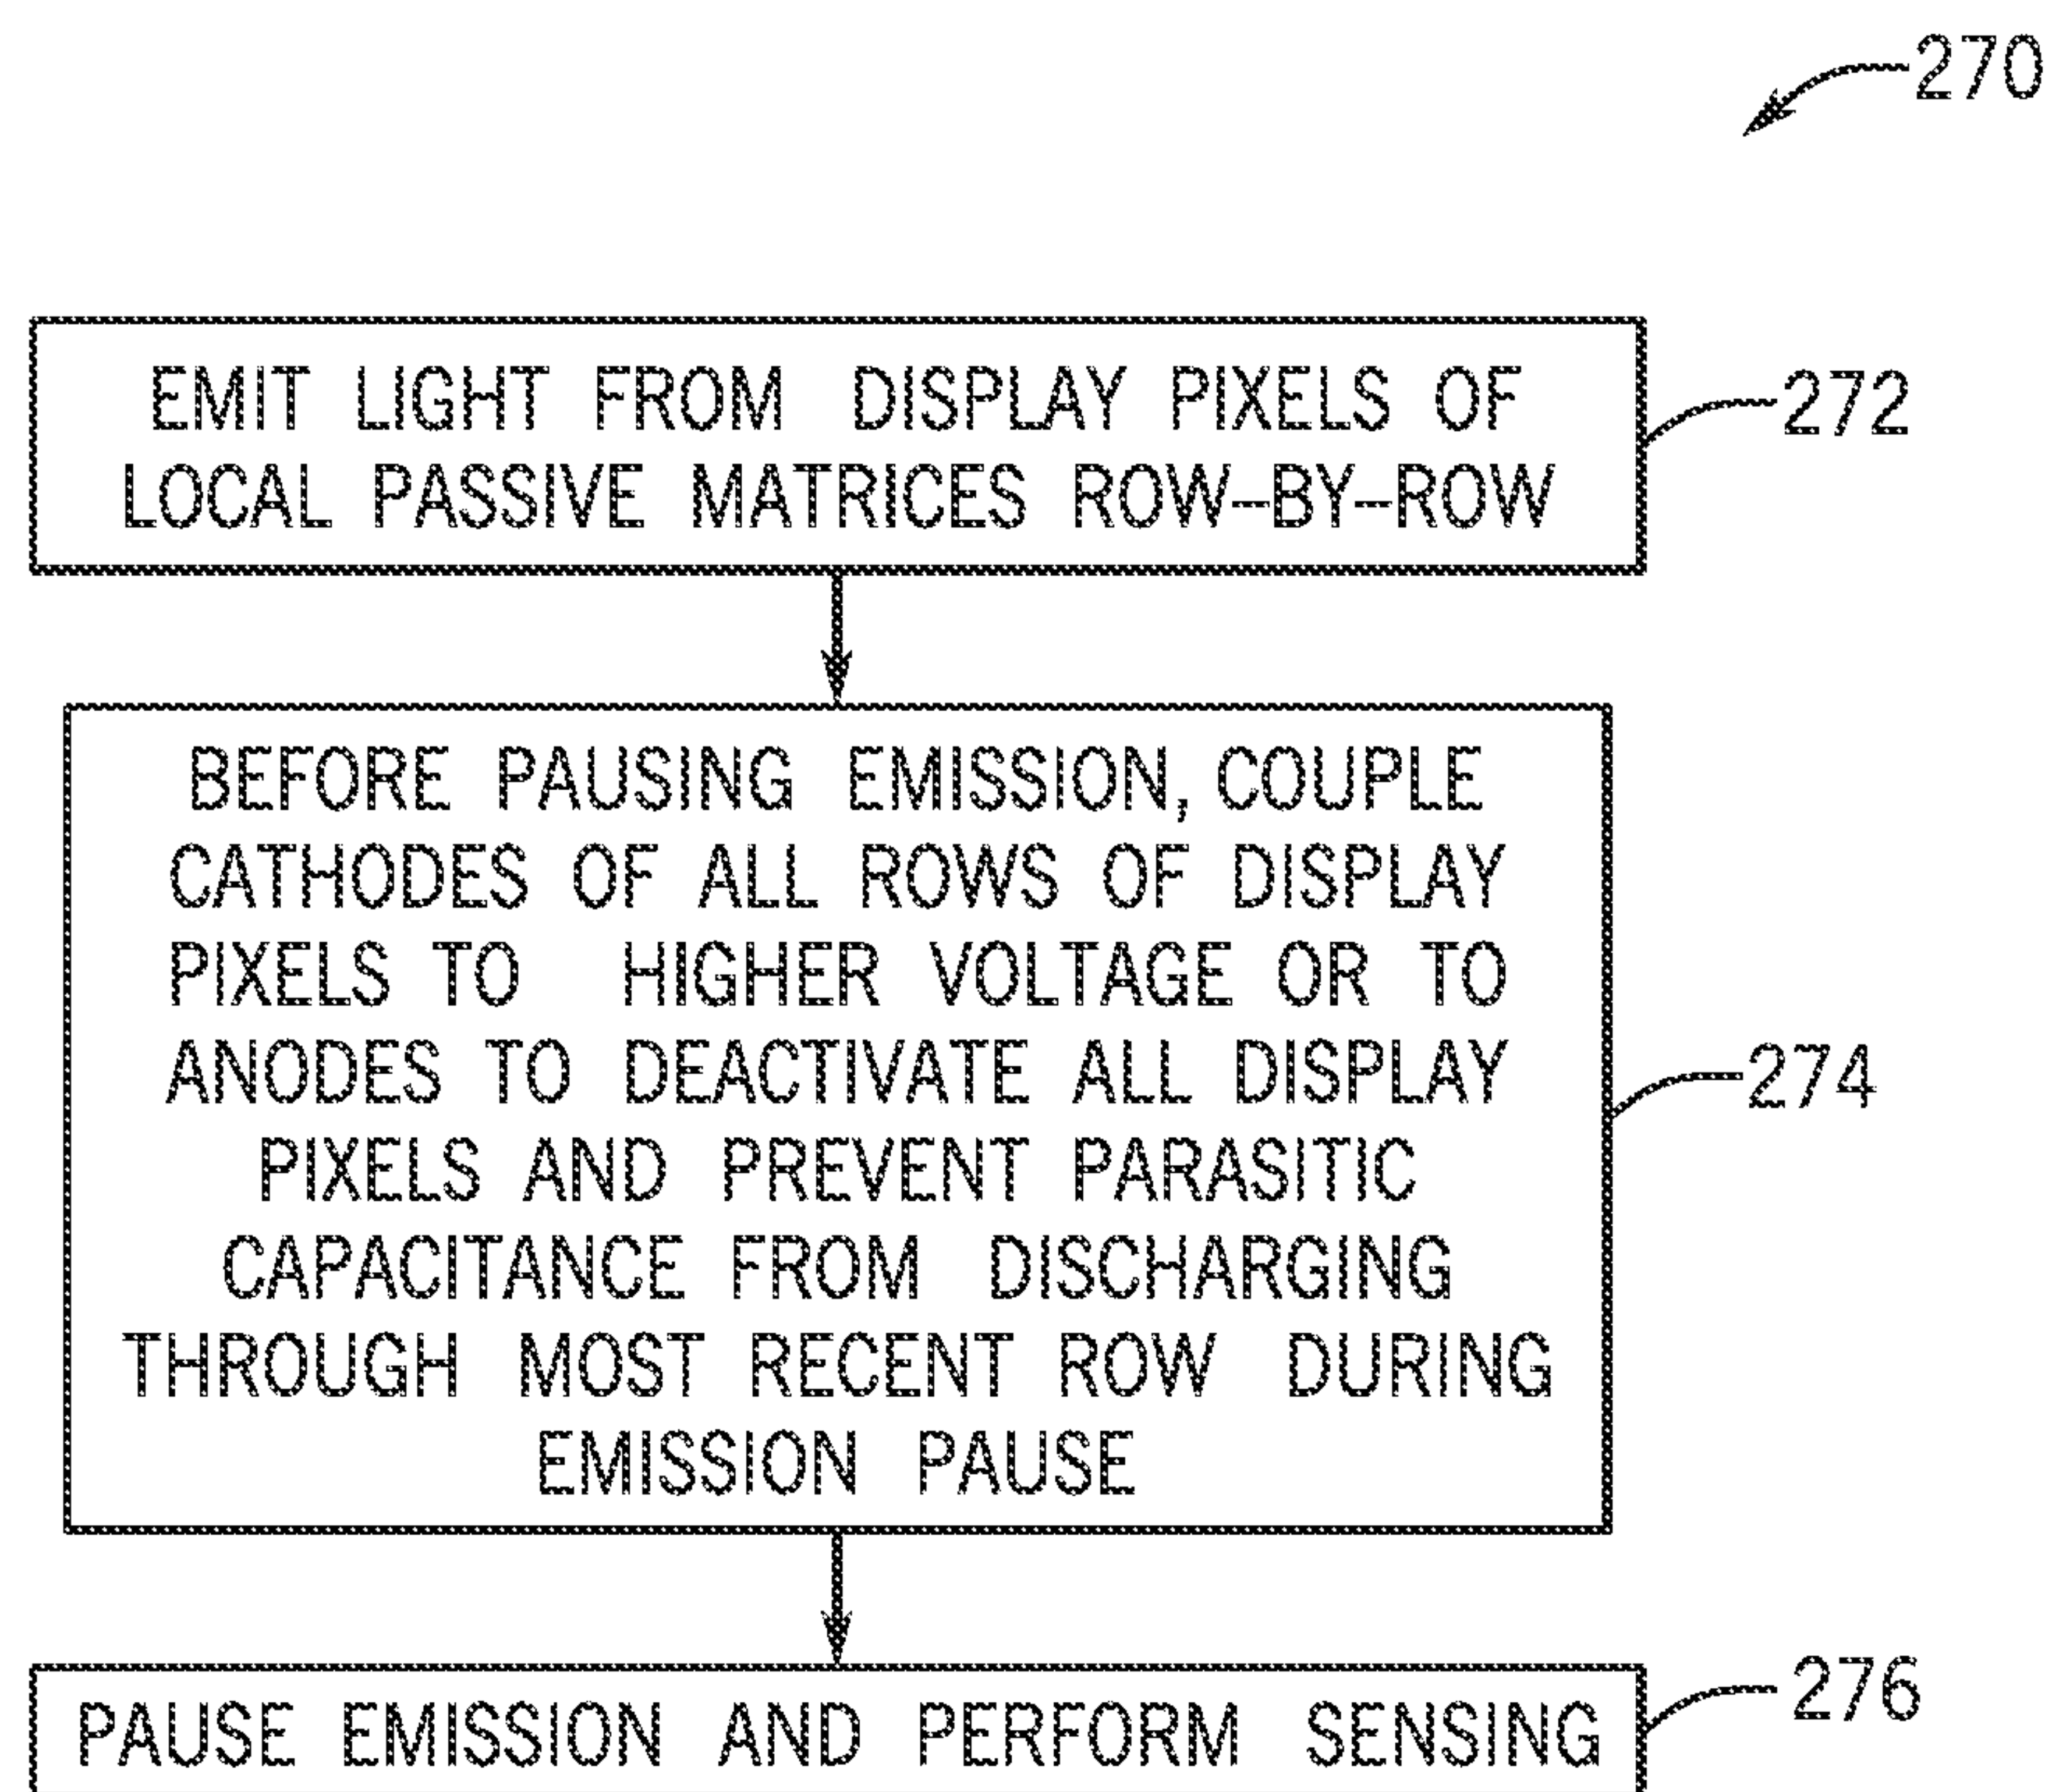 270
EMIT LIGHT FROM DISPLAY PIXELS OF
LOCAL PASSIVE MATRICES ROW-BY-ROW
272
BEFORE PAUSING EMISSION, COUPLE
CATHODES OF ALL ROWS OF DISPLAY
PIXELS TO HIGHER VOLTAGE OR TO
ANODES TO DEACTIVATE ALL DISPLAY
PIXELS AND PREVENT PARASITIC
CAPACITANCE FROM DISCHARGING
THROUGH MOST RECENT ROW DURING
EMISSION PAUSE
274
PAUSE EMISSION AND PERFORM SENSING
276